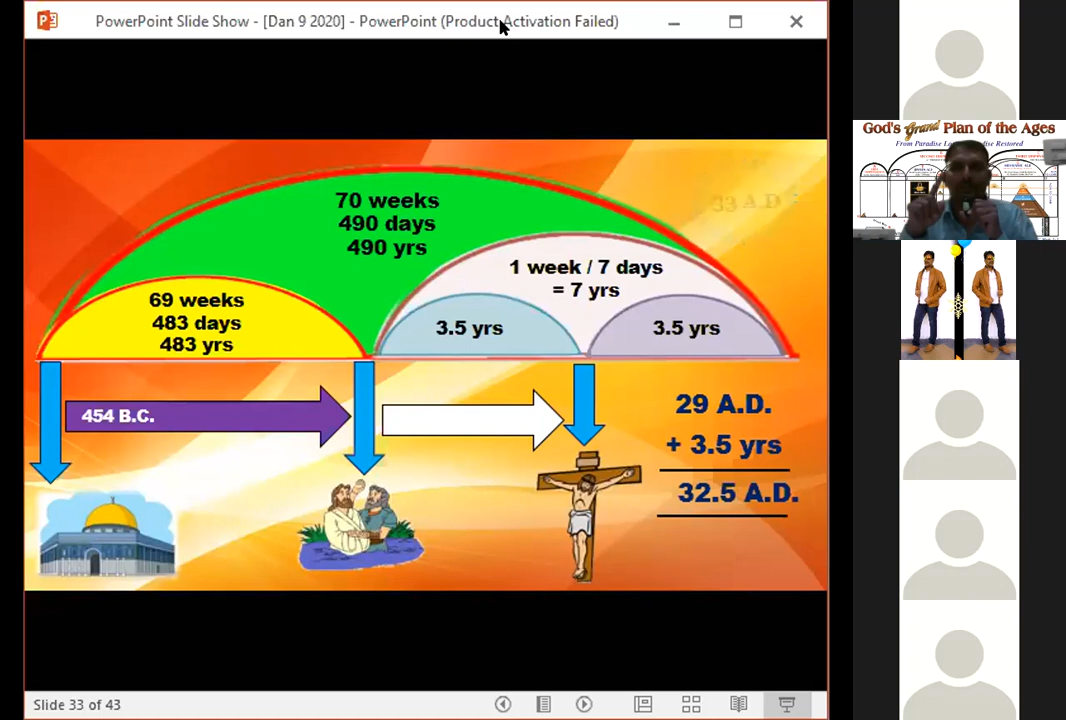 PowerPoint Slide Show - [Dan 9 2020] - PowerPoint (Product Activation Failed)
70 weeks
490 days
490 yrs
33 A.D
1 week / 7 days
= 7 yrs
69 weeks
483 days
483 yrs
3.5 yrs
3.5 yrs
454 B.C.
29 A.D.
+ 3.5 yrs
32.5 A.D.
Slide 33 of 43
God's Grand Plan of the Ages